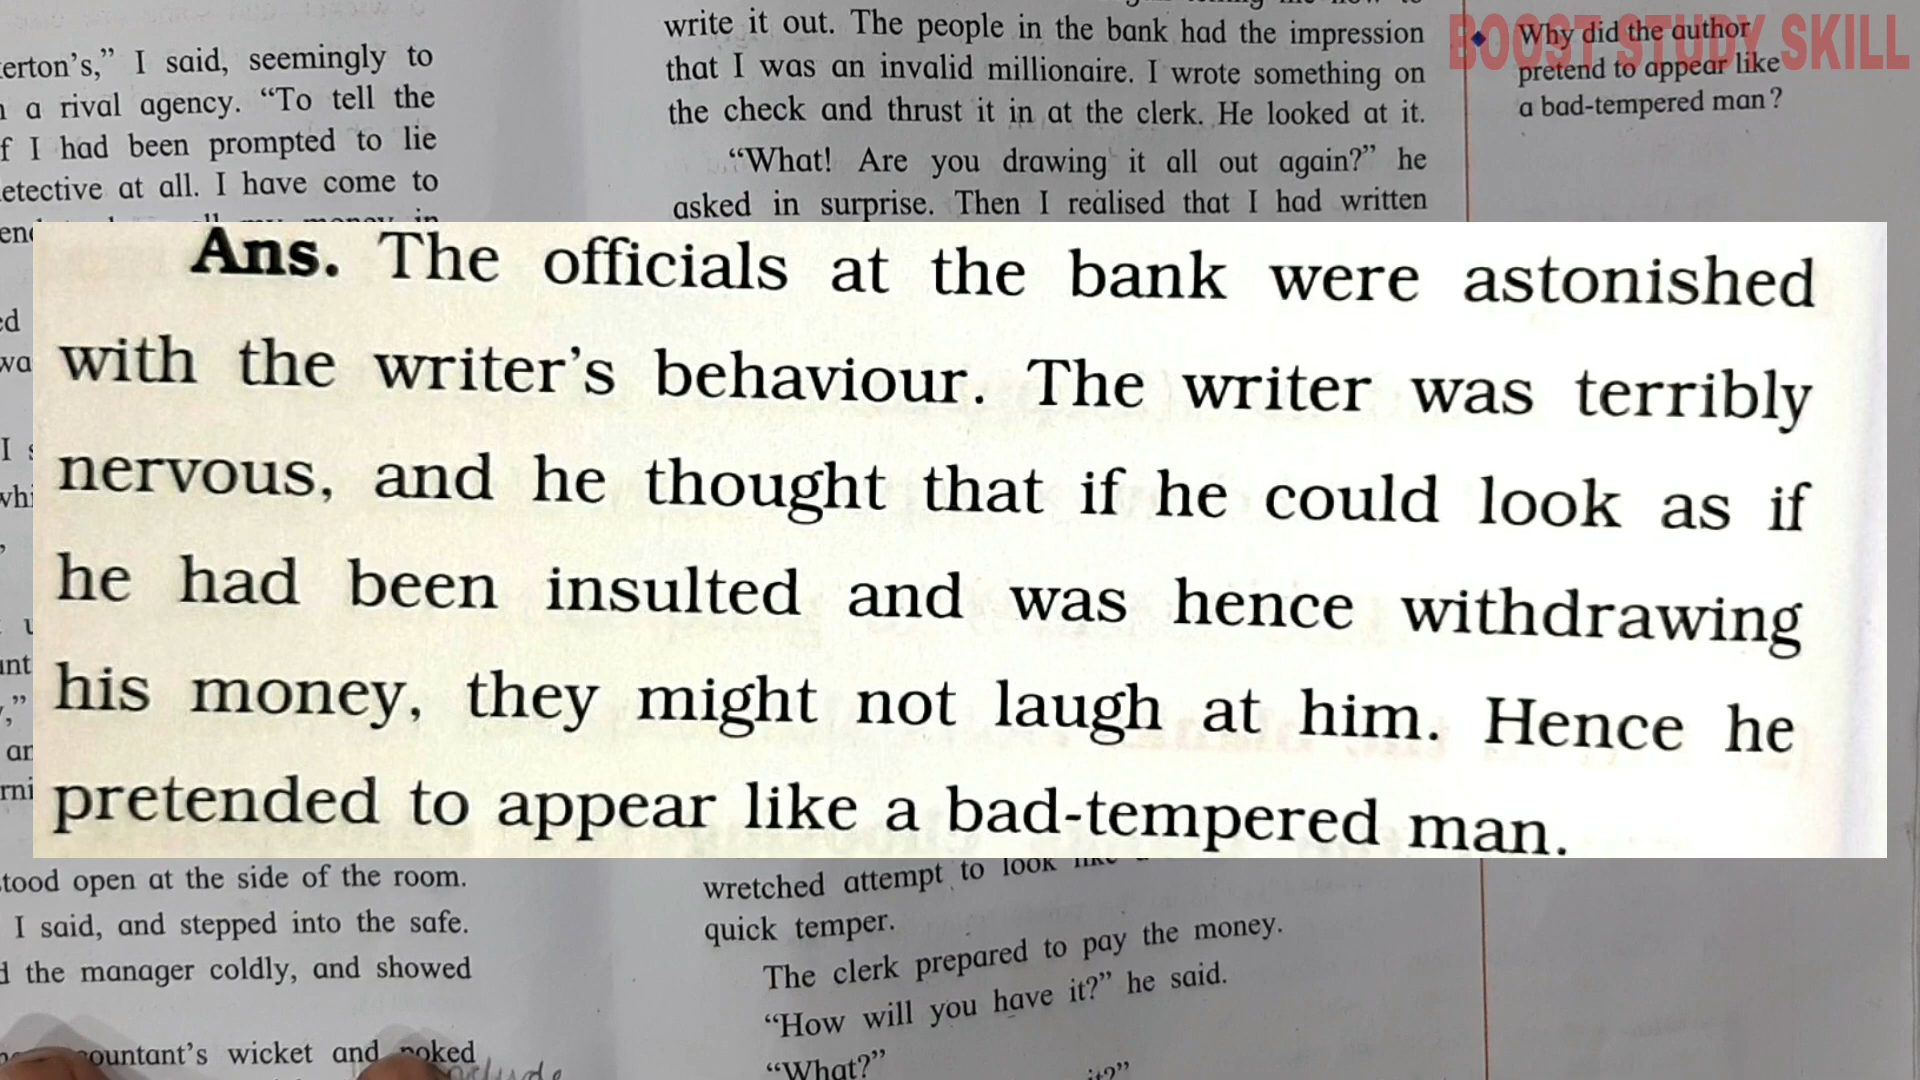 erton’s,” I said, seemingly to
a rival agency. “To tell the
f I had been prompted to lie
etective at all. I have come to
money in
write it out. The people in the bank had the impression
that I was an invalid millionaire. I wrote something on
the check and thrust it in at the clerk. He looked at it.
“What! Are you drawing it all out again?” he
asked in surprise. Then I realised that I had written
BOOST STUDY SKILL
Why did the author
pretend to appear like
a bad-tempered man?
Ans. The officials at the bank were astonished
with the writer’s behaviour. The writer was terribly
nervous, and he thought that if he could look as if
he had been insulted and was hence withdrawing
his money, they might not laugh at him. Hence he
pretended to appear like a bad-tempered man.
tood open at the side of the room.
I said, and stepped into the safe.
the manager coldly, and showed
ountant’s wicket and poked
wretched attempt to look
quick temper.
The clerk prepared to pay the money.
“How will you have it?” he said.
“What?”
it?”